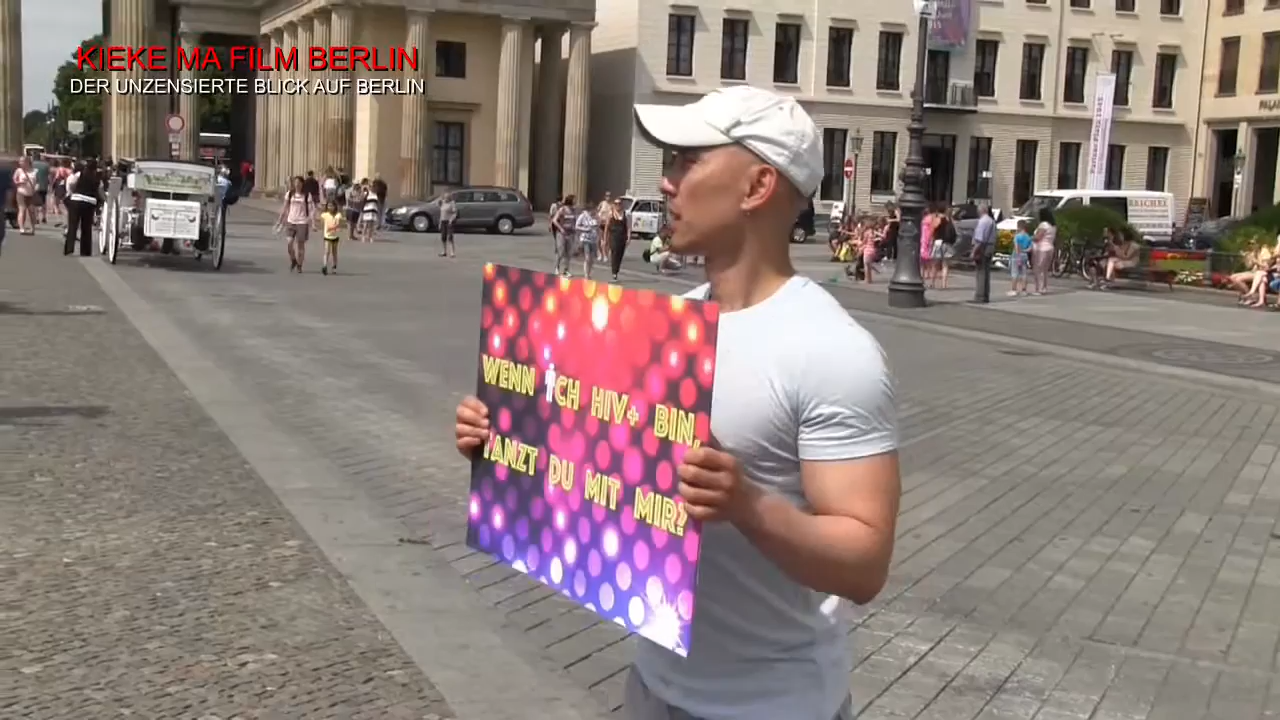 KIEKE MA FILM BERLIN
DER UNZENSIERTE BLICK AUF BERLIN
WENN ICH HIV+ BIN,
TANZT DU MIT MIR?